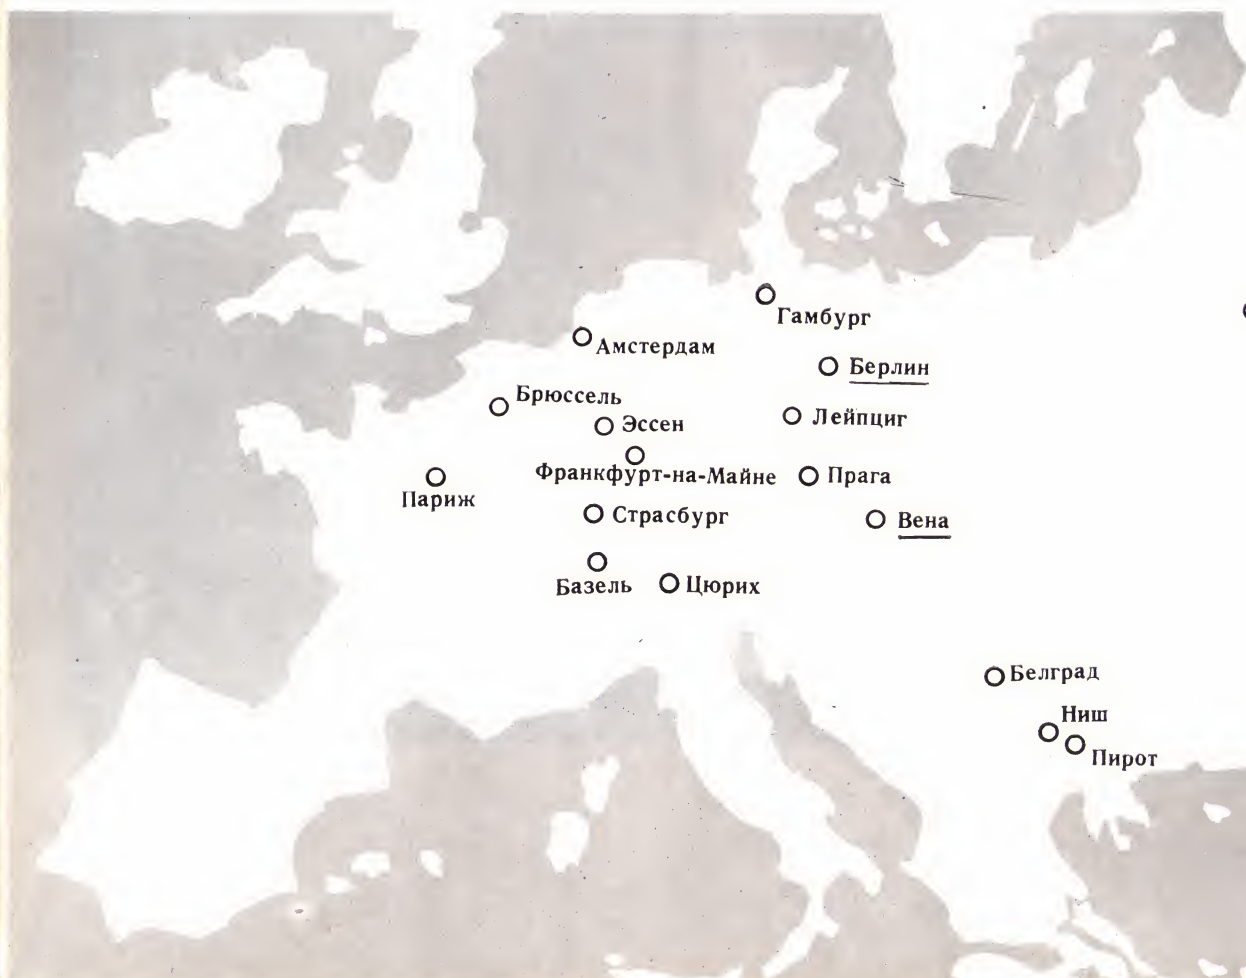 Гамбург
Амстердам
Берлин
Брюссель
Лейпциг
Эссен
Франкфурт-на-Майне
Прага
Париж
Страсбург
Вена
Базель
Цюрих
Белград
Ниш
Пирот